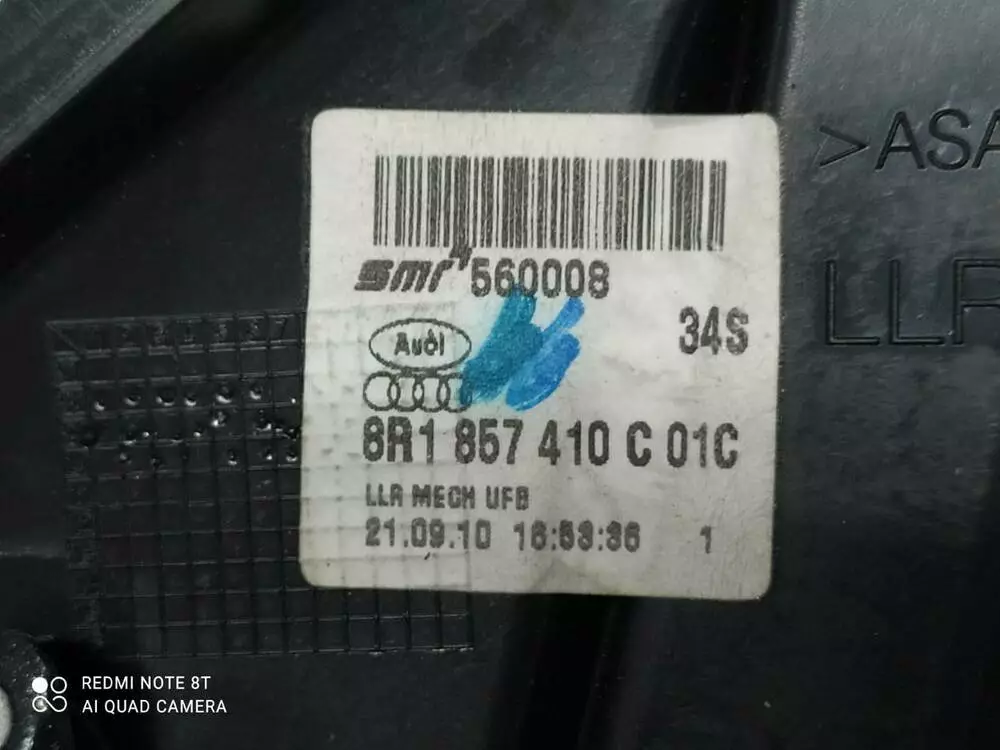 smr⁴ 560008
34S
Audi
8R1 857 410 C 01C
LLR MECH UFB
21.09.10 16:53:36 1
>ASA
LLR
REDMI NOTE 8T
AI QUAD CAMERA